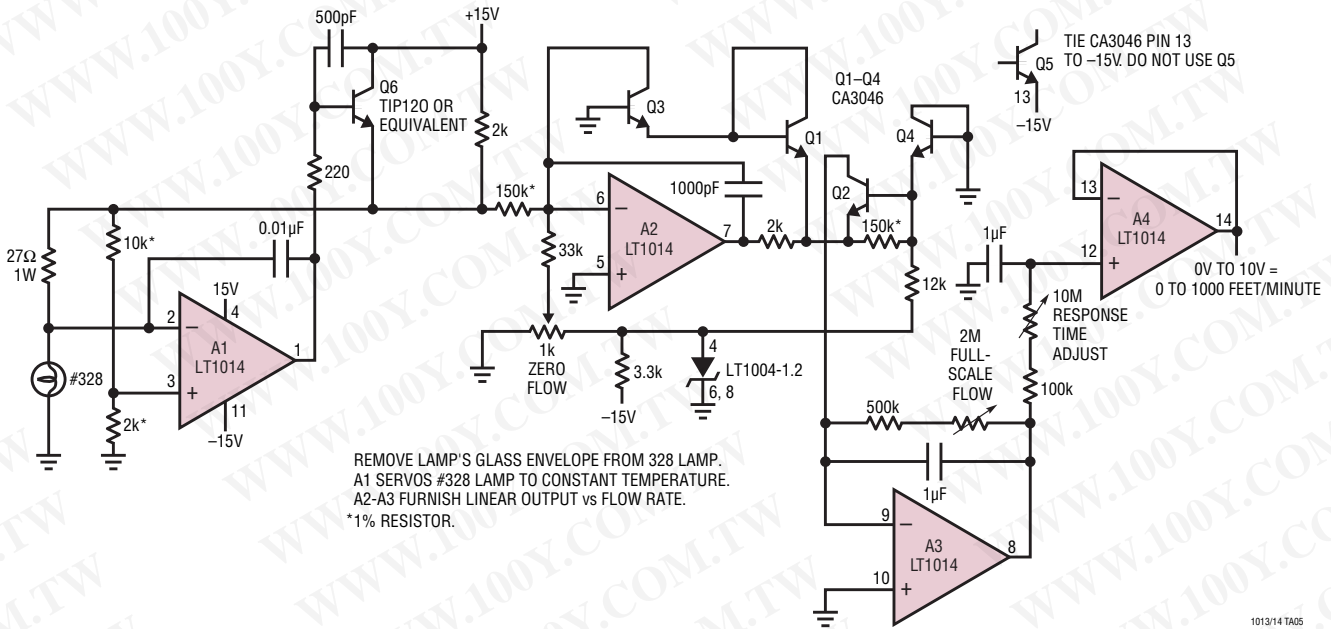 500pF
+15V
Q6
TIP120 OR
EQUIVALENT
2k
220
Q3
Q1
Q1–Q4
CA3046
Q4
Q5
13
–15V
TIE CA3046 PIN 13
TO –15V. DO NOT USE Q5
27Ω
1W
10k*
0.01µF
150k*
1000pF
Q2
6
A2
LT1014
5
7
2k
150k*
33k
12k
1µF
13
A4
LT1014
12
14
0V TO 10V =
0 TO 1000 FEET/MINUTE
15V
4
2
A1
LT1014
1
3
11
–15V
#328
2k*
1k
ZERO
FLOW
3.3k
–15V
4
LT1004-1.2
6, 8
10M
RESPONSE
TIME
ADJUST
2M
FULL-
SCALE
FLOW
100k
500k
1µF
9
A3
LT1014
8
10
REMOVE LAMP'S GLASS ENVELOPE FROM 328 LAMP.
A1 SERVOS #328 LAMP TO CONSTANT TEMPERATURE.
A2-A3 FURNISH LINEAR OUTPUT vs FLOW RATE.
*1% RESISTOR.
1013/14 TA05
WWW.100Y.COM.TW